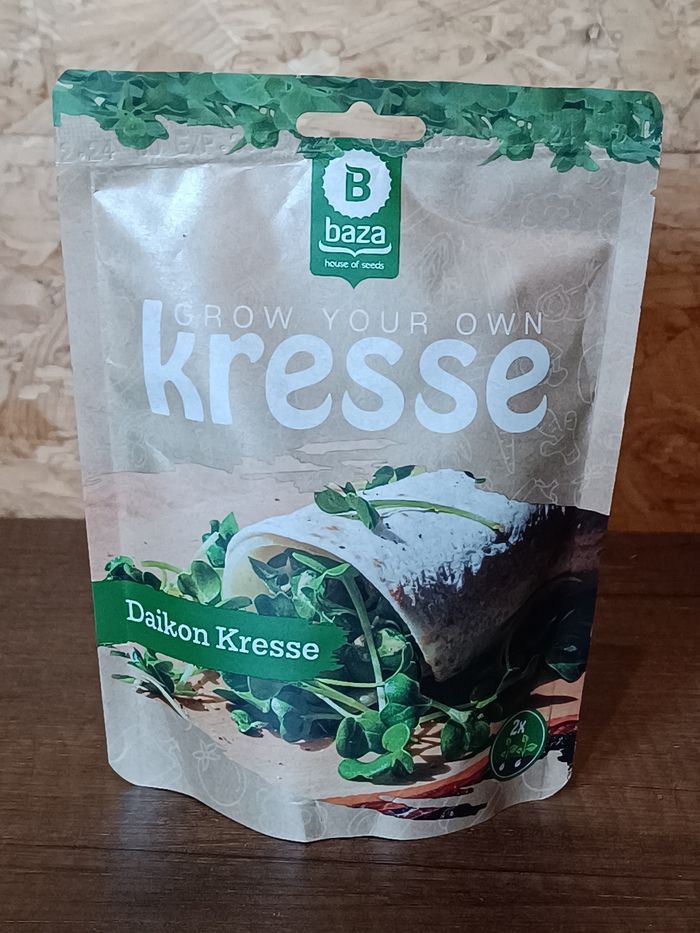 B
baza
house of seeds
GROW YOUR OWN
kresse
Daikon Kresse
2x